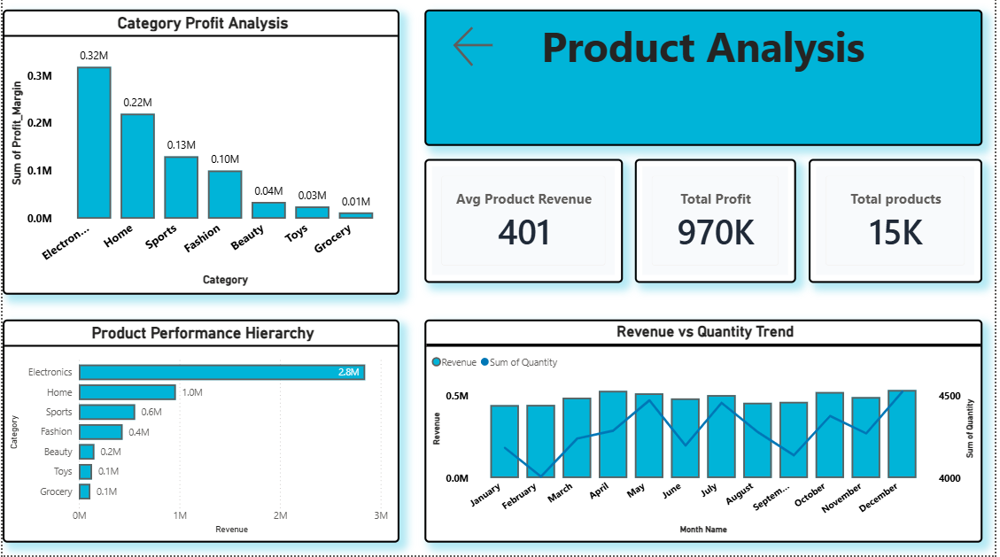 Category Profit Analysis
Sum of Profit_Margin
0.3M
0.2M
0.1M
0.0M
0.32M
0.22M
0.13M
0.10M
0.04M
0.03M
0.01M
Electron...
Home
Sports
Fashion
Beauty
Toys
Grocery
Category
Product Analysis
Avg Product Revenue
401
Total Profit
970K
Total products
15K
Product Performance Hierarchy
Category
Electronics
2.8M
Home
1.0M
Sports
0.6M
Fashion
0.4M
Beauty
0.2M
Toys
0.1M
Grocery
0.1M
0M 1M 2M 3M
Revenue
Revenue vs Quantity Trend
Revenue Sum of Quantity
Revenue
0.5M
0.0M
4500
4000
Sum of Quantity
January
February
March
April
May
June
July
August
Septem...
October
November
December
Month Name